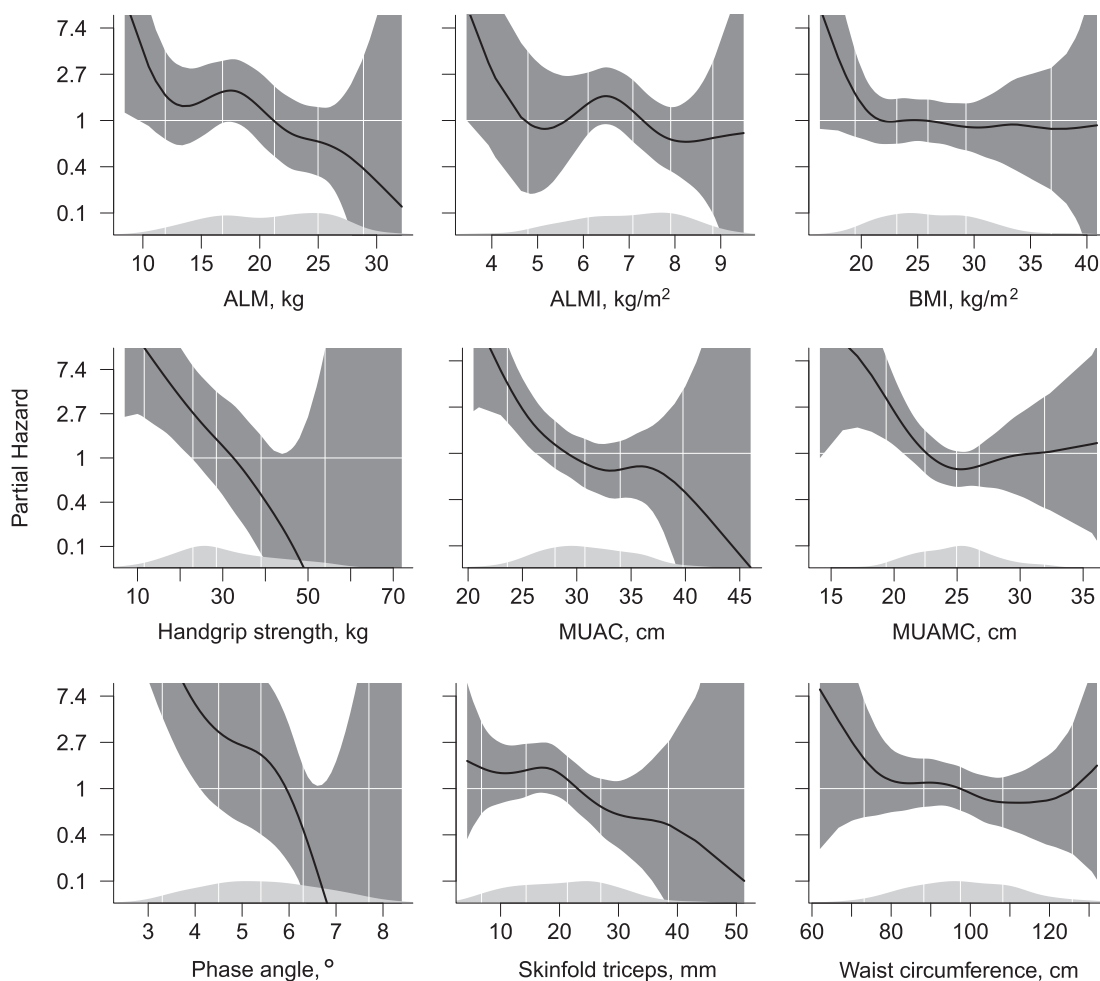 7.4
2.7
1
0.4
0.1
10 15 20 25 30
ALM, kg
4 5 6 7 8 9
ALMI, kg/m2
20 25 30 35 40
BMI, kg/m2
Partial Hazard
7.4
2.7
1
0.4
0.1
10 30 50 70
Handgrip strength, kg
20 25 30 35 40 45
MUAC, cm
15 20 25 30 35
MUAMC, cm
7.4
2.7
1
0.4
0.1
3 4 5 6 7 8
Phase angle, °
10 20 30 40 50
Skinfold triceps, mm
60 80 100 120
Waist circumference, cm